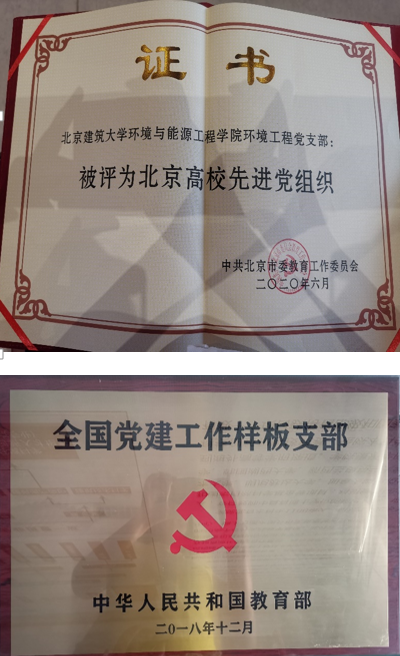 证书
北京建筑大学环境与能源工程学院环境工程党支部：
被评为北京高校先进党组织
中共北京市委教育工作委员会
二〇二〇年六月
全国党建工作样板支部
中华人民共和国教育部
二〇一八年十二月